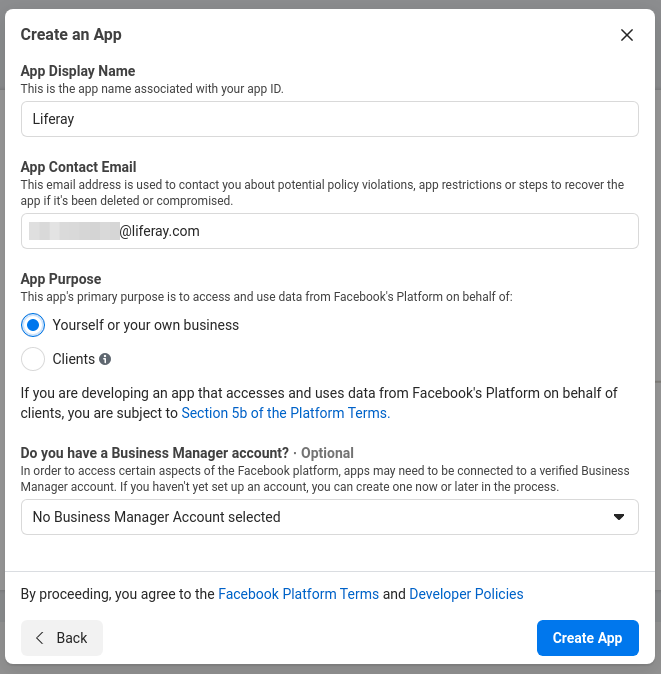 Create an App
App Display Name
This is the app name associated with your app ID.
Liferay
App Contact Email
This email address is used to contact you about potential policy violations, app restrictions or steps to recover the
app if it's been deleted or compromised.
@liferay.com
App Purpose
This app's primary purpose is to access and use data from Facebook's Platform on behalf of:
Yourself or your own business
Clients
If you are developing an app that accesses and uses data from Facebook's Platform on behalf of
clients, you are subject to Section 5b of the Platform Terms.
Do you have a Business Manager account? · Optional
In order to access certain aspects of the Facebook platform, apps may need to be connected to a verified Business
Manager account. If you haven't yet set up an account, you can create one now or later in the process.
No Business Manager Account selected
By proceeding, you agree to the Facebook Platform Terms and Developer Policies
Back
Create App